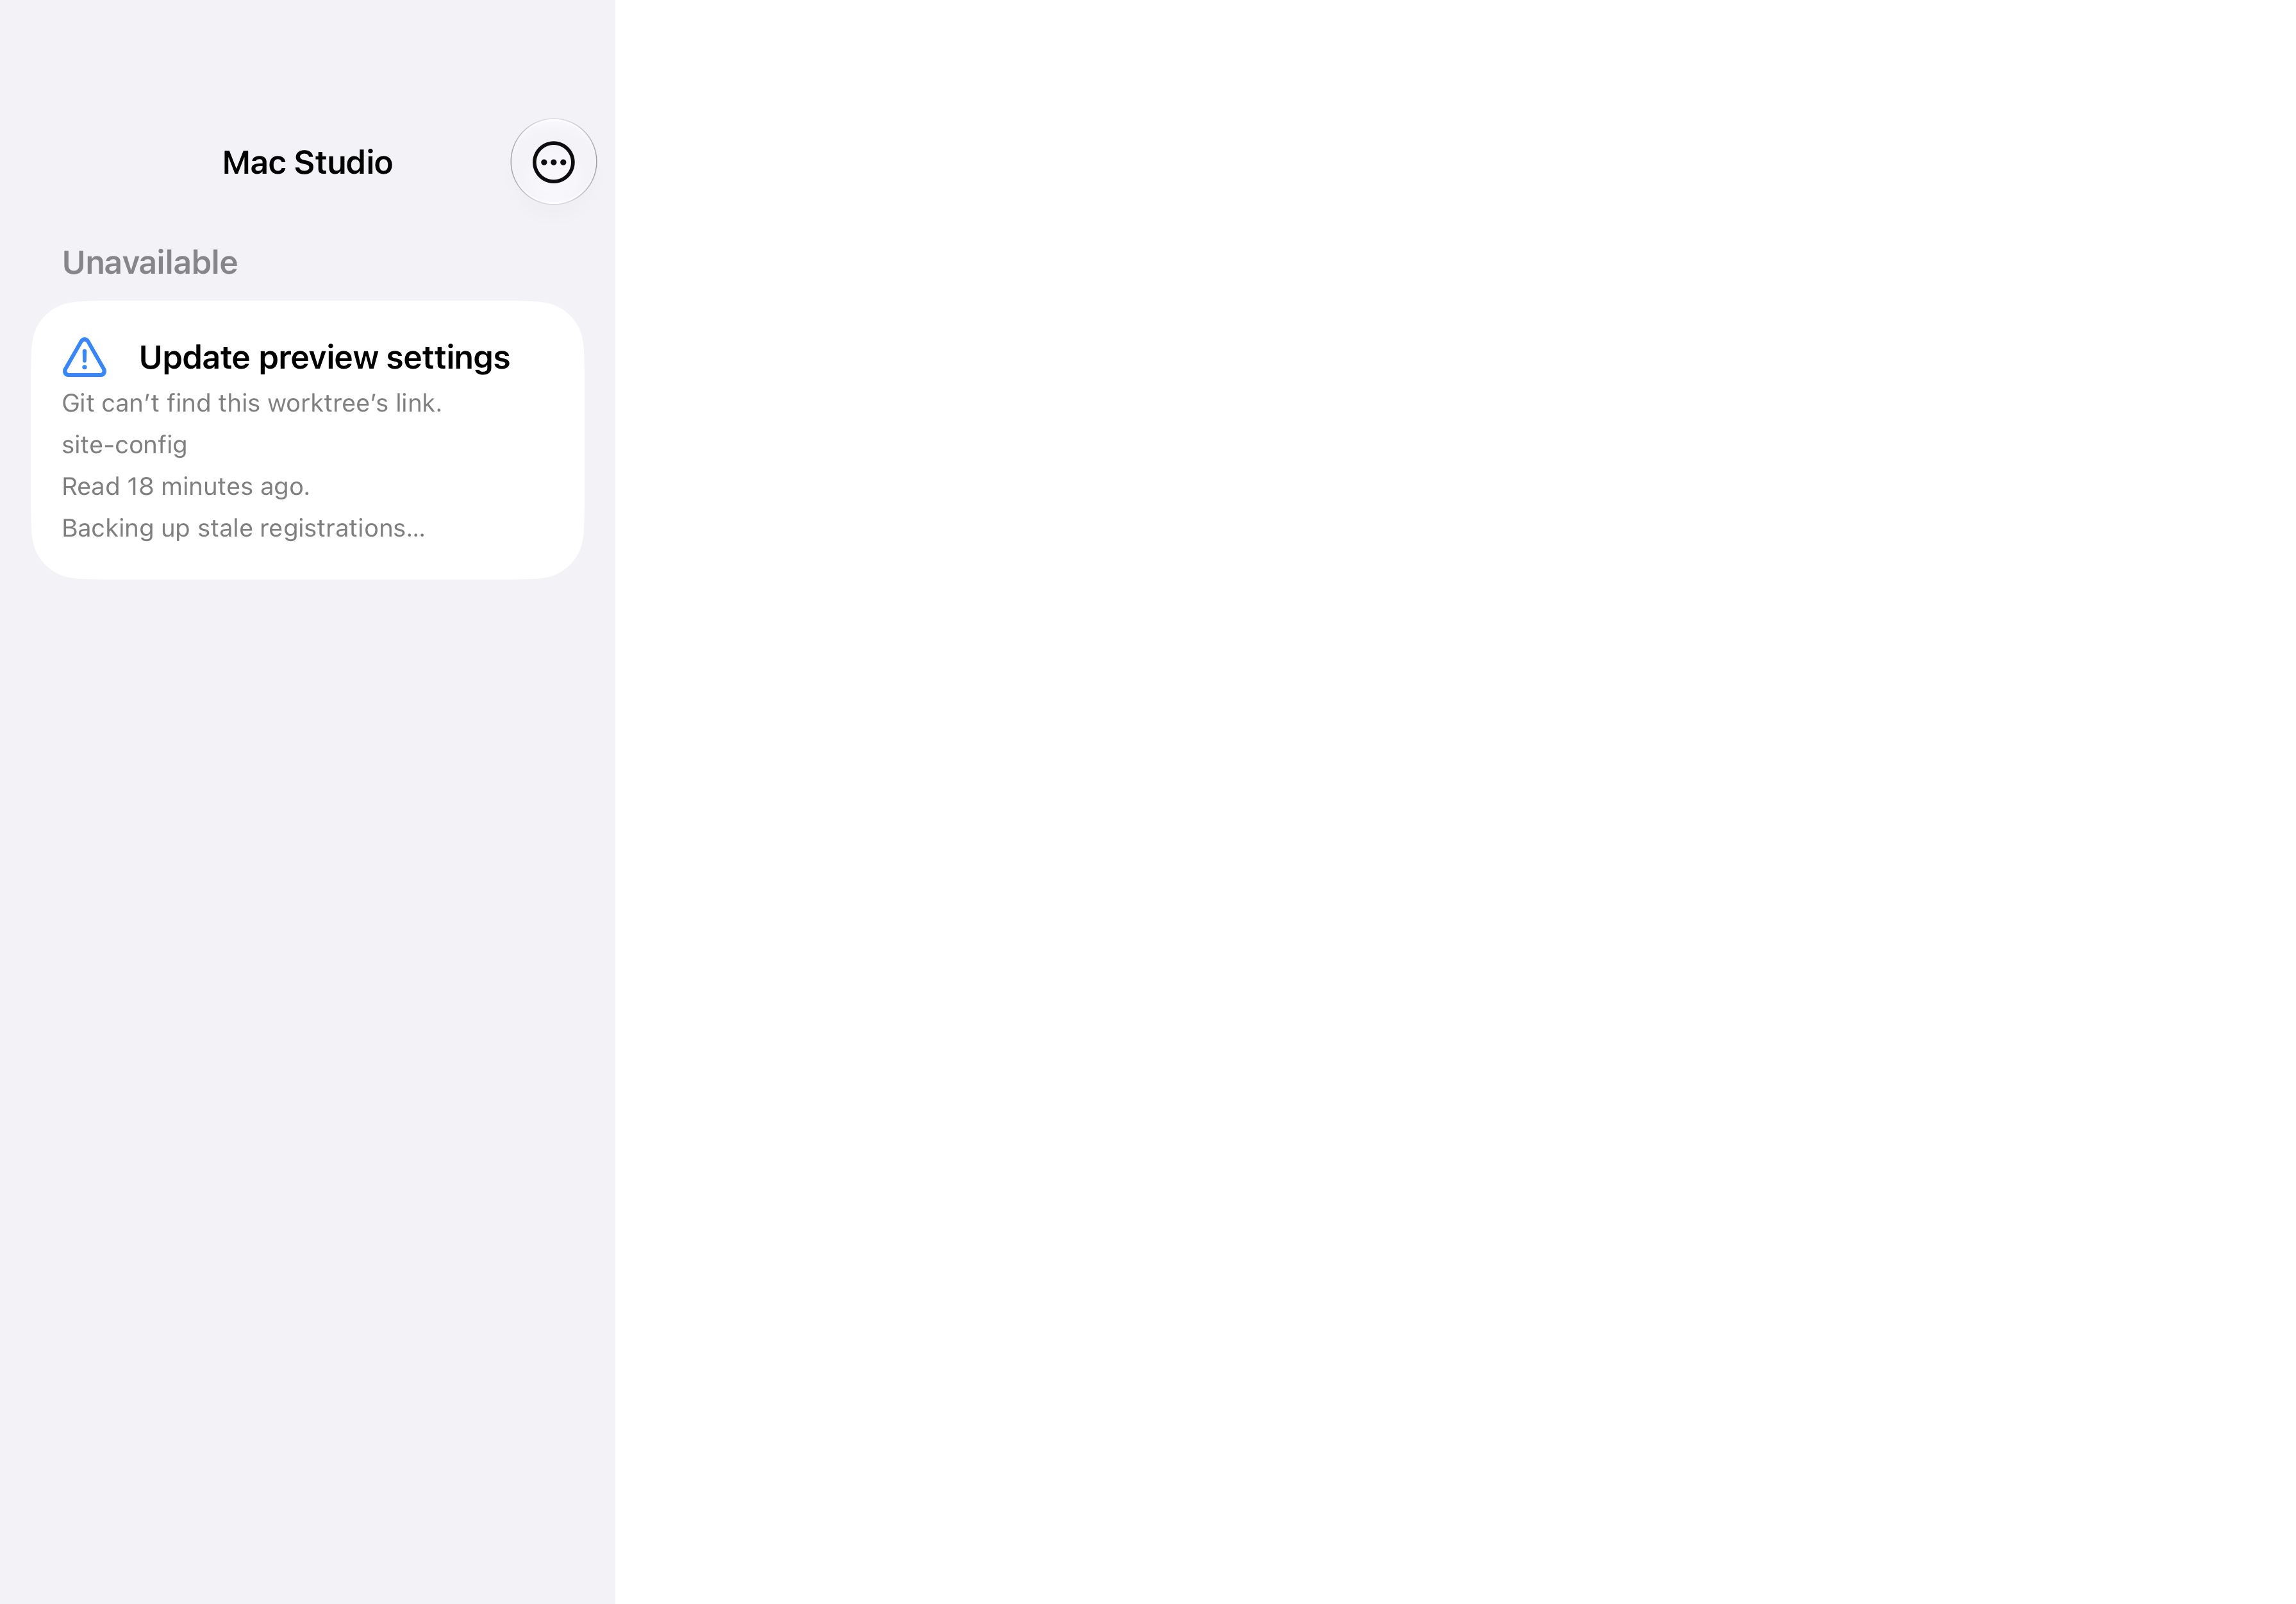 Mac Studio
Unavailable
Update preview settings
Git can’t find this worktree’s link.
site-config
Read 18 minutes ago.
Backing up stale registrations…